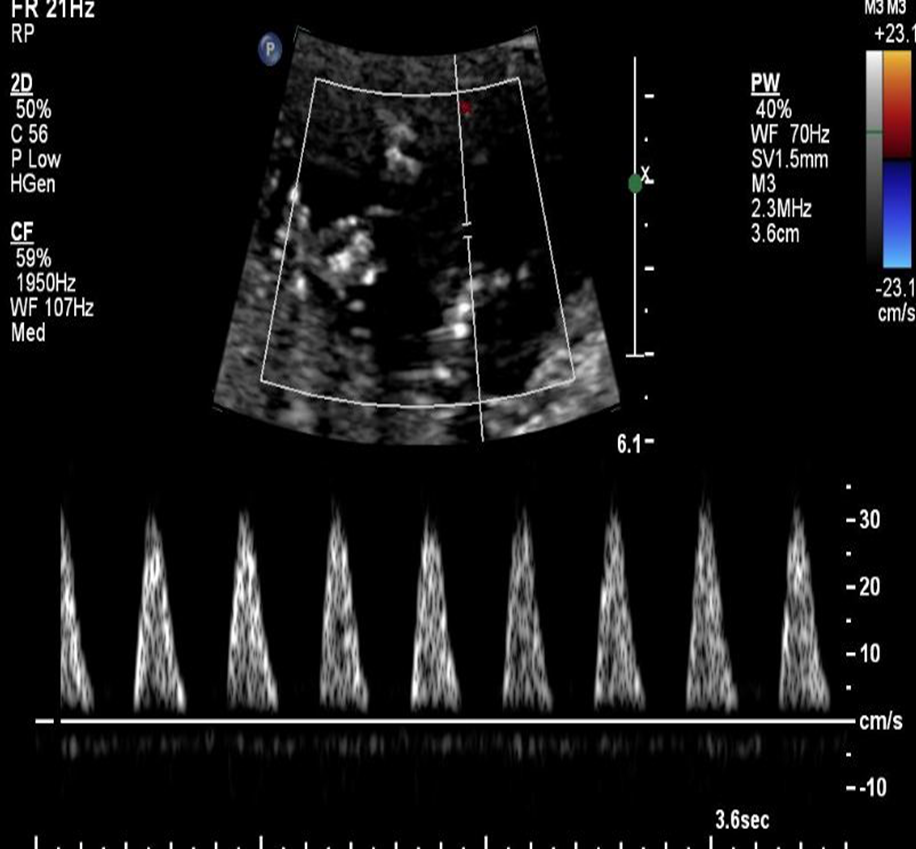 FR 21Hz
RP
2D
50%
C 56
P Low
HGen
CF
59%
1950Hz
WF 107Hz
Med
P
X
6.1
PW
40%
WF 70Hz
SV1.5mm
M3
2.3MHz
3.6cm
M3 M3
+23.1
-23.1
cm/s
30
20
10
cm/s
-10
3.6sec